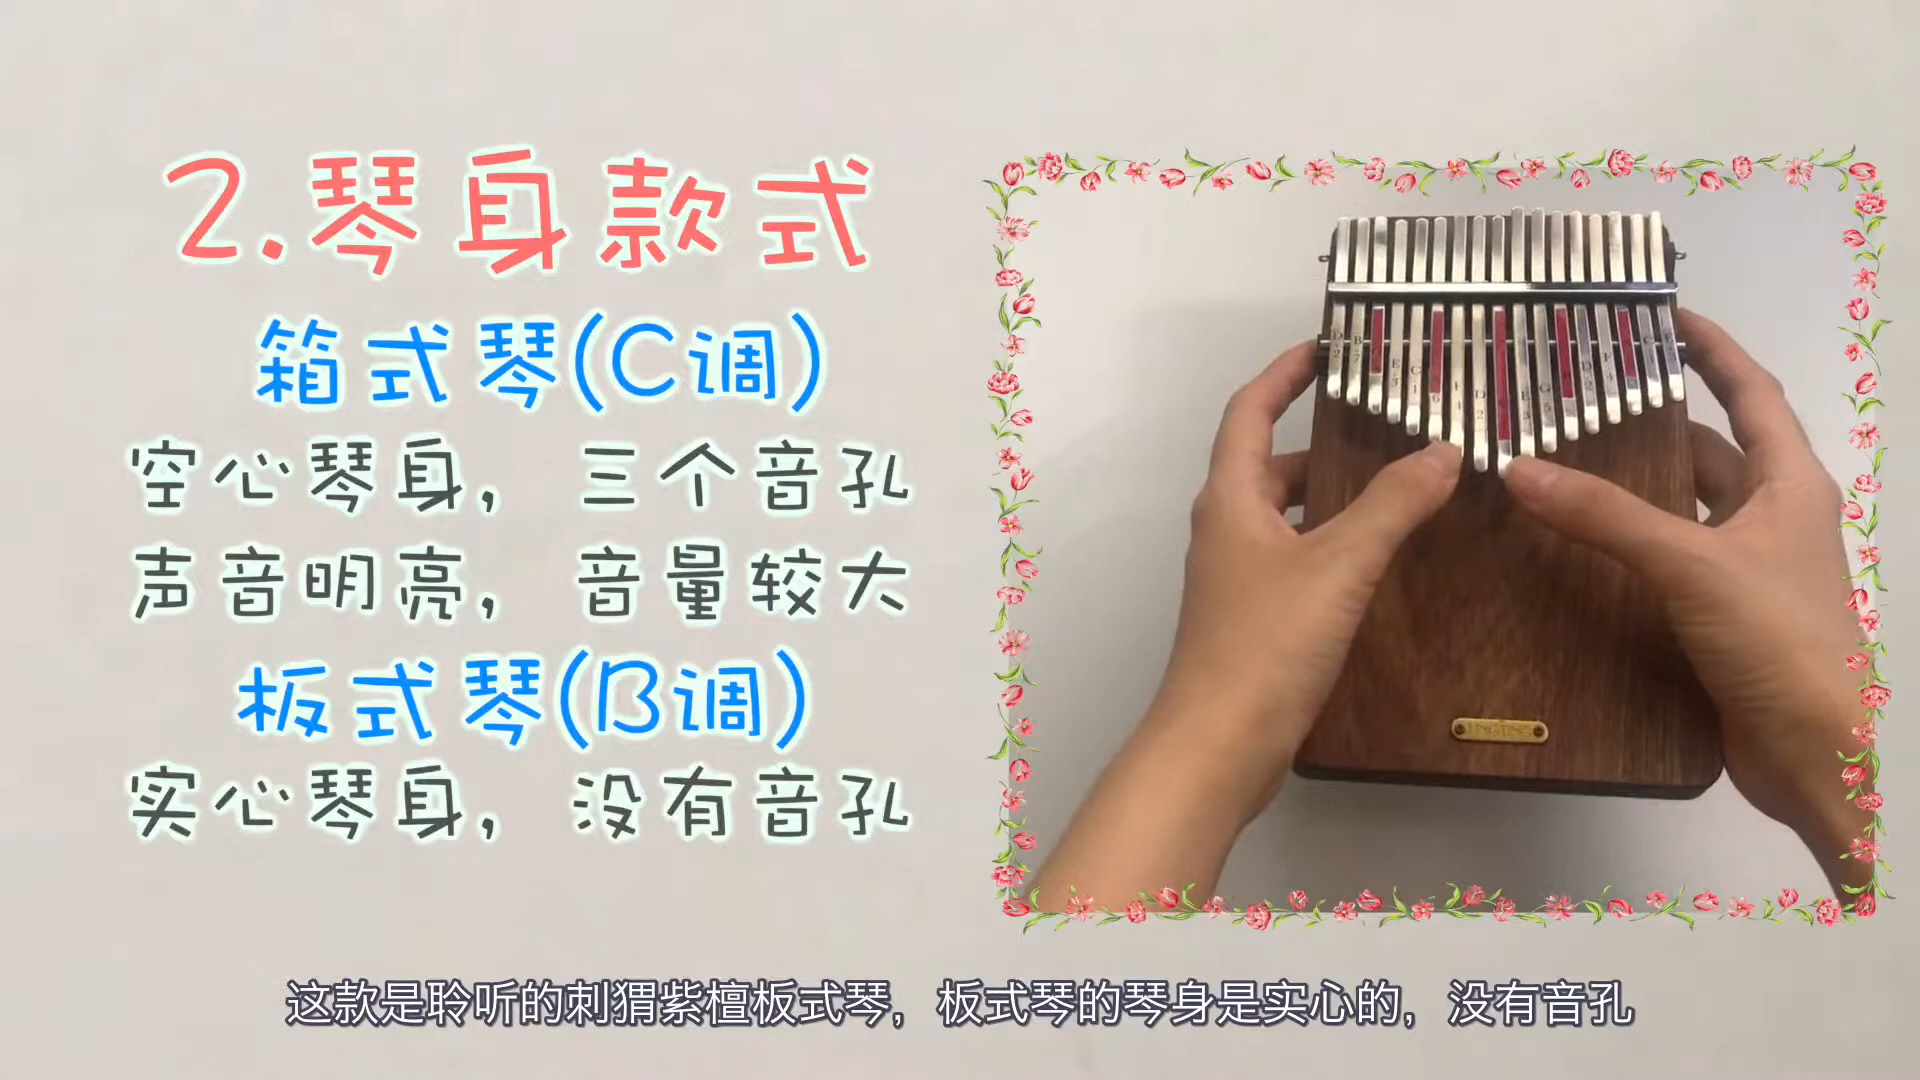 2.琴身款式
箱式琴(C调)
空心琴身，三个音孔
声音明亮，音量较大
板式琴(B调)
实心琴身，没有音孔
这款是聆听的刺猬紫檀板式琴，板式琴的琴身是实心的，没有音孔